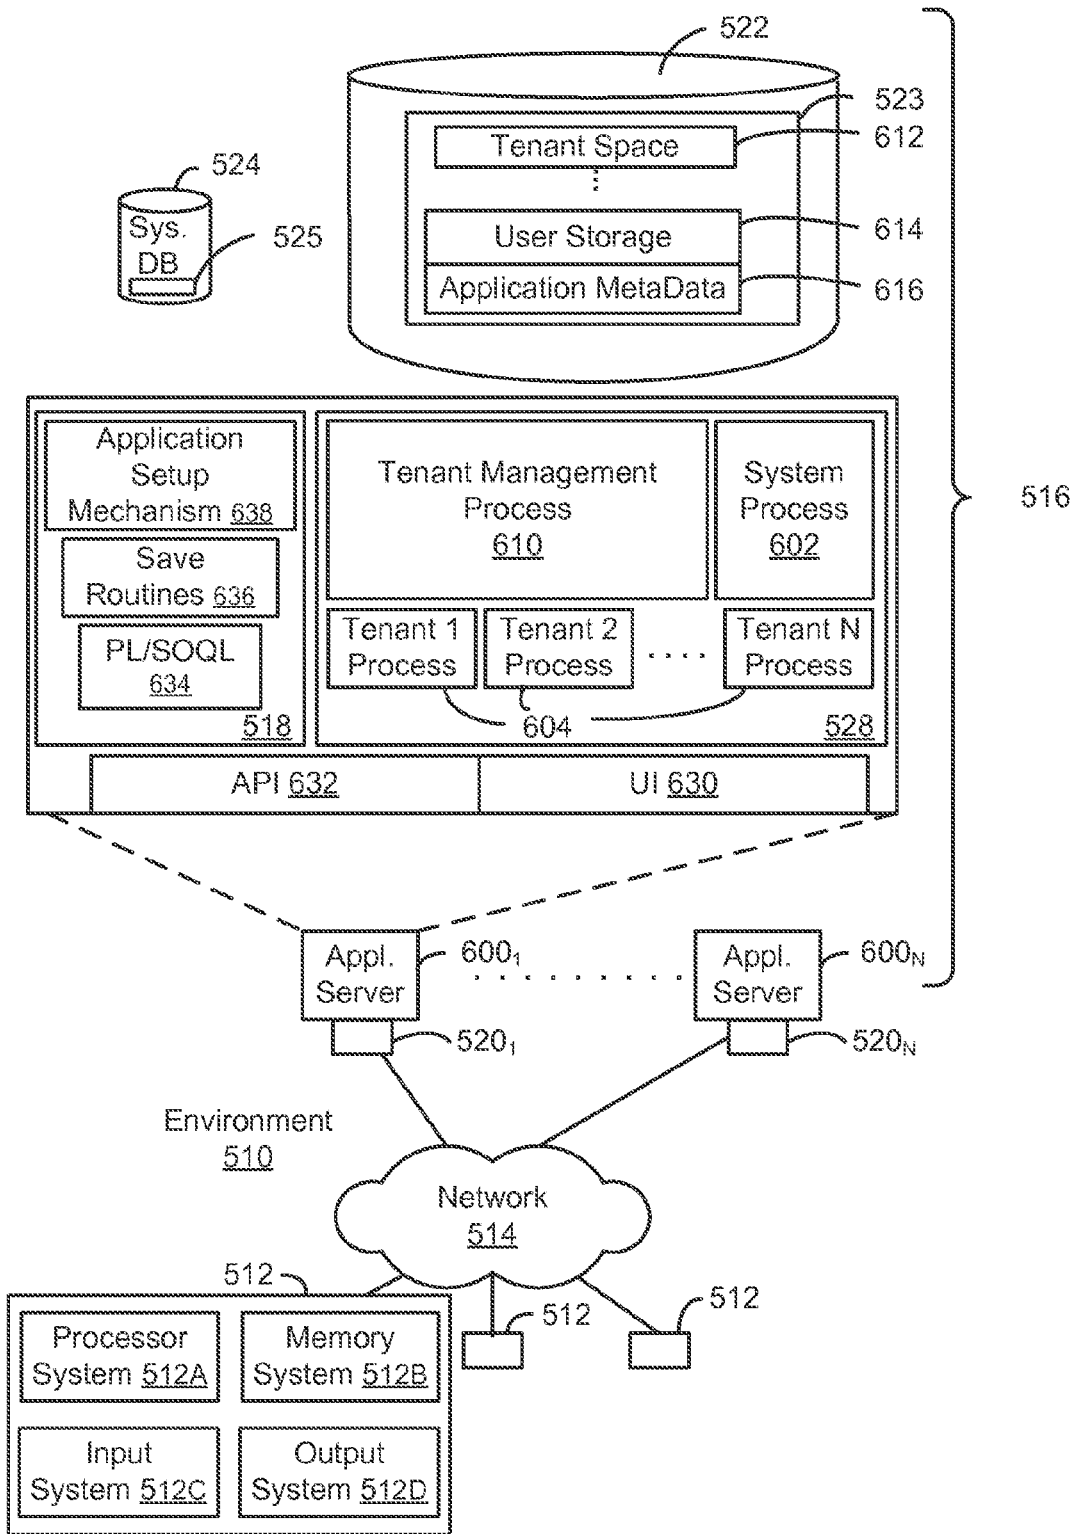 522
523
Tenant Space
612
524
Sys.
DB
525
User Storage
614
Application MetaData
616
516
Application
Setup
Mechanism 638
Save
Routines 636
PL/SOQL
634
518
Tenant Management
Process
610
System
Process
602
Tenant 1
Process
Tenant 2
Process
Tenant N
Process
604
528
API 632
UI 630
Appl.
Server
600₁
Appl.
Server
600N
520₁
520N
Environment
510
Network
514
512
512
512
Processor
System 512A
Memory
System 512B
Input
System 512C
Output
System 512D